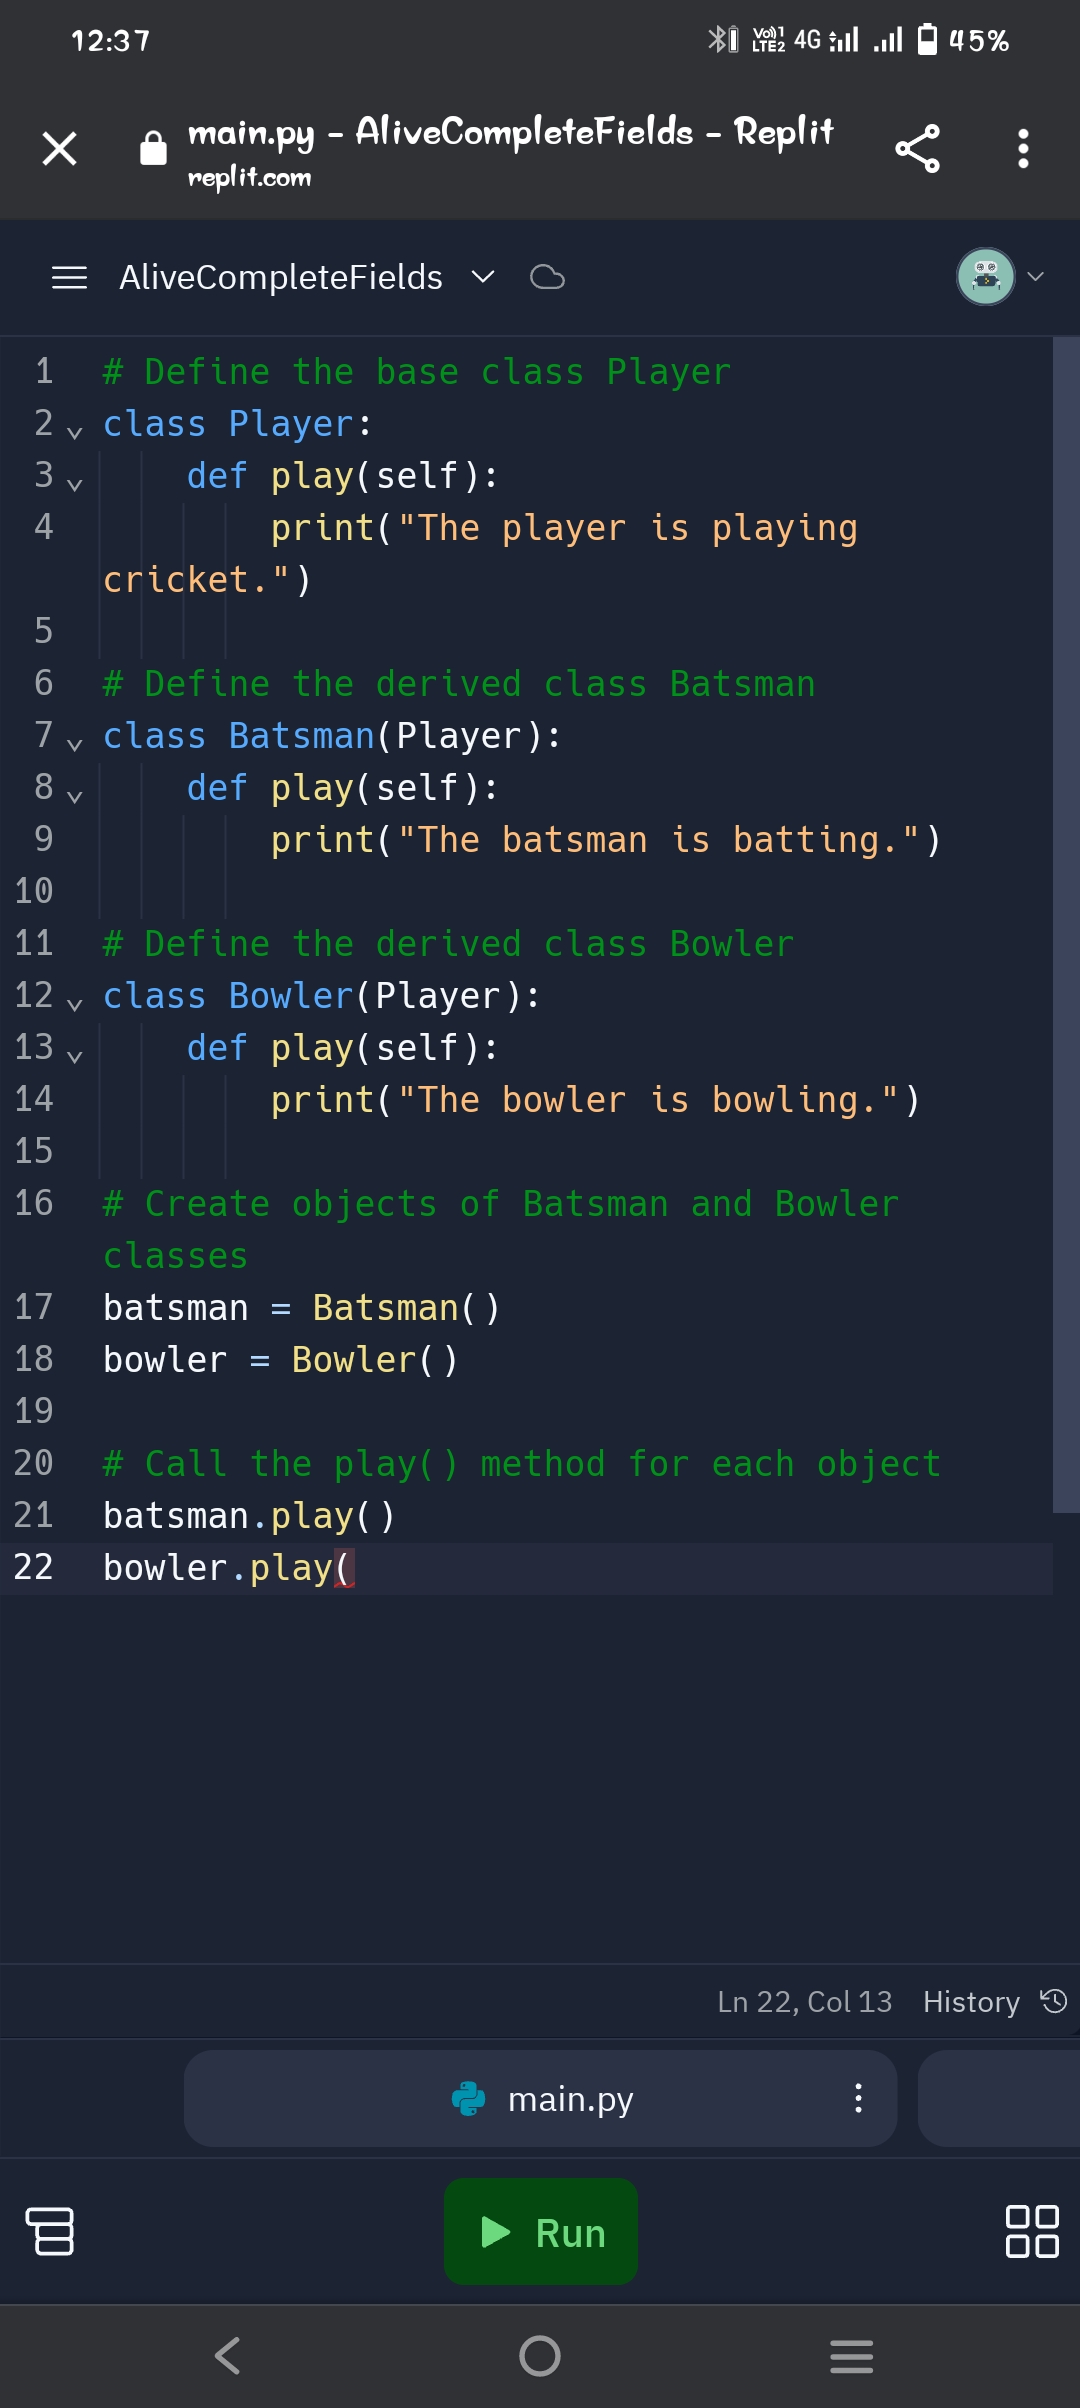 12:37
Vo)) 1 LTE2 4G 45%
main.py – AliveCompleteFields – Replit
replit.com
AliveCompleteFields
1 # Define the base class Player
2 class Player:
3 def play(self):
4 print("The player is playing
cricket.")
5
6 # Define the derived class Batsman
7 class Batsman(Player):
8 def play(self):
9 print("The batsman is batting.")
10
11 # Define the derived class Bowler
12 class Bowler(Player):
13 def play(self):
14 print("The bowler is bowling.")
15
16 # Create objects of Batsman and Bowler
classes
17 batsman = Batsman()
18 bowler = Bowler()
19
20 # Call the play() method for each object
21 batsman.play()
22 bowler.play(
Ln 22, Col 13 History
main.py
Run